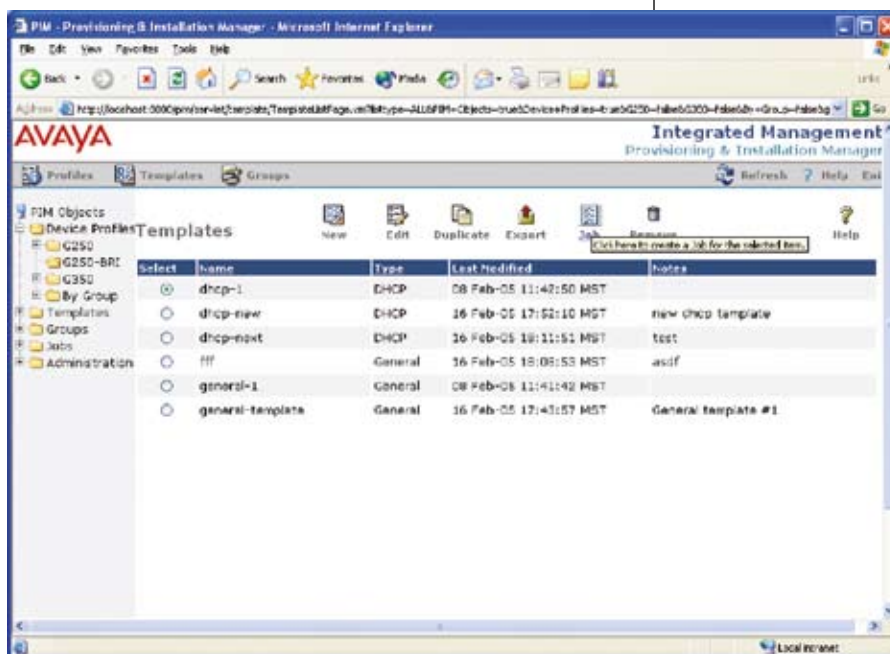 PIM - Provisioning & Installation Manager - Microsoft Internet Explorer
File Edit View Favorites Tools Help
Back Search Favorites Media
Address
Go
AVAYA
Integrated Management
Provisioning & Installation Manager
Profiles Templates Groups Refresh ? Help Exi
PIM Objects
Device Profiles
G250
G250-BRI
G350
By Group
Templates
Groups
Jobs
Administration
Templates
New Edit Duplicate Export Job Remove Help
Click here to create a Job for the selected item.
Select Name Type Last Modified Notes
dhcp-1 DHCP 08 Feb-05 11:42:50 MST
dhcp-new DHCP 16 Feb-05 17:52:10 MST new dhcp template
dhcp-next DHCP 16 Feb-05 18:11:51 MST test
fff General 16 Feb-05 18:08:53 MST asdf
general-1 General 08 Feb-05 11:41:42 MST
general-template General 16 Feb-05 17:43:57 MST General template #1
Local intranet